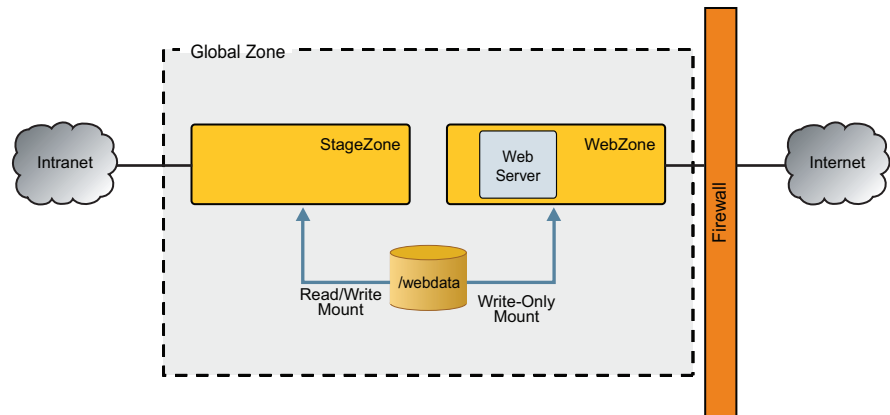 Global Zone
StageZone
WebZone
Web
Server
Intranet
Internet
Firewall
/webdata
Read/Write
Mount
Write-Only
Mount